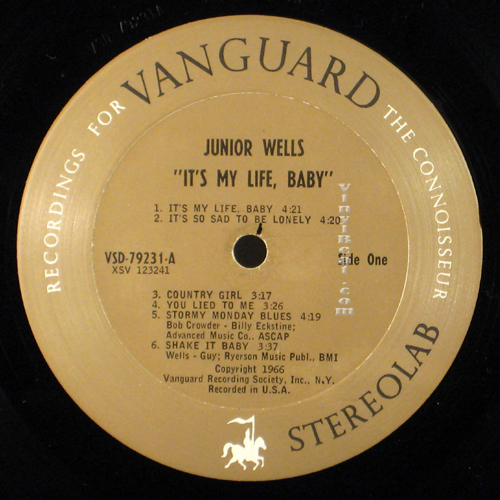 RECORDINGS FOR VANGUARD THE CONNOISSEUR
STEREOLAB
JUNIOR WELLS
"IT'S MY LIFE, BABY"
1. IT'S MY LIFE, BABY 4:21
2. IT'S SO SAD TO BE LONELY 4:20
VSD-79231-A
XSV 123241
Side One
3. COUNTRY GIRL 3:17
4. YOU LIED TO ME 3:26
5. STORMY MONDAY BLUES 4:19
Bob Crowder - Billy Eckstine;
Advanced Music Co., ASCAP
6. SHAKE IT BABY 3:37
Wells - Guy; Ryerson Music Publ., BMI
Copyright 1966
Vanguard Recording Society, Inc., N.Y.
Recorded in U.S.A.